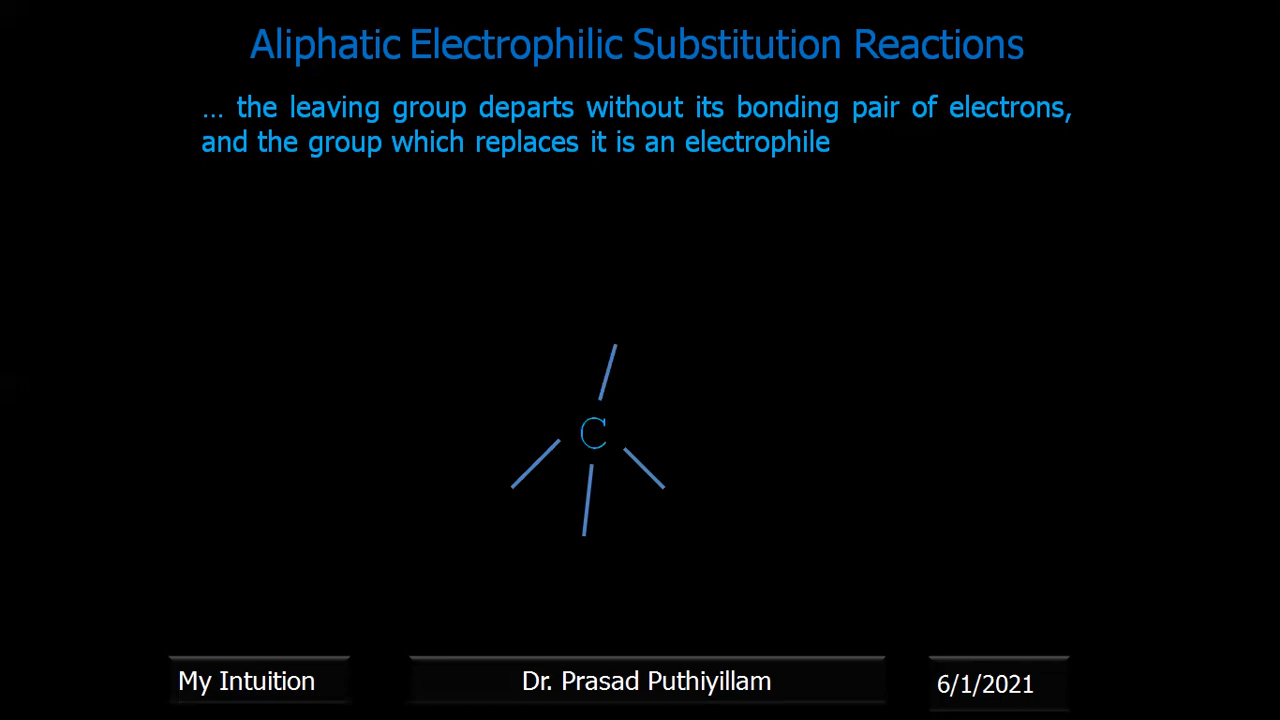 Aliphatic Electrophilic Substitution Reactions
... the leaving group departs without its bonding pair of electrons,
and the group which replaces it is an electrophile
C
My Intuition
Dr. Prasad Puthiyillam
6/1/2021